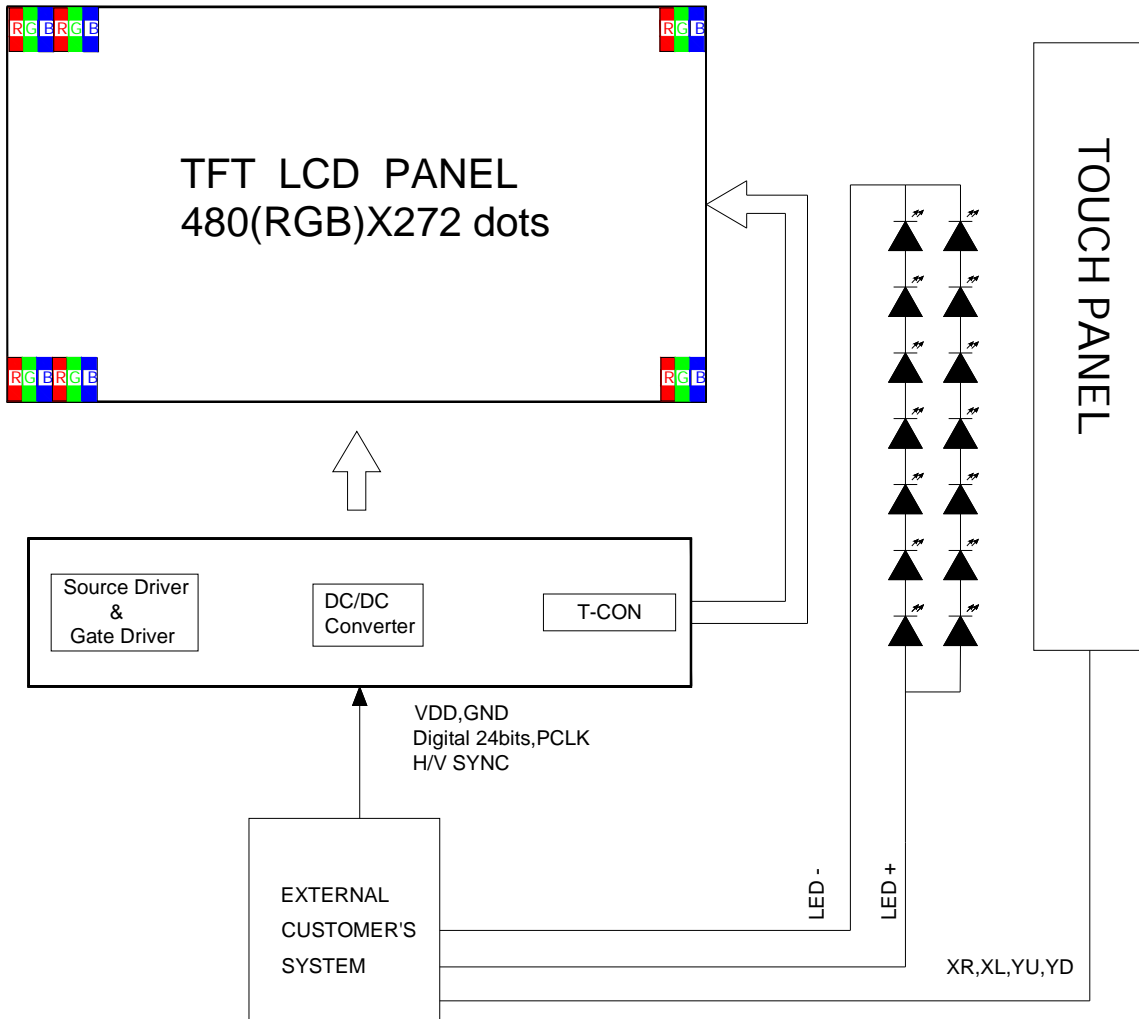 RGBRGB RGB
TFT LCD PANEL
480(RGB)X272 dots
RGBRGB RGB
TOUCH PANEL
Source Driver
&
Gate Driver
DC/DC
Converter
T-CON
VDD,GND
Digital 24bits,PCLK
H/V SYNC
EXTERNAL
CUSTOMER'S
SYSTEM
LED -
LED +
XR,XL,YU,YD